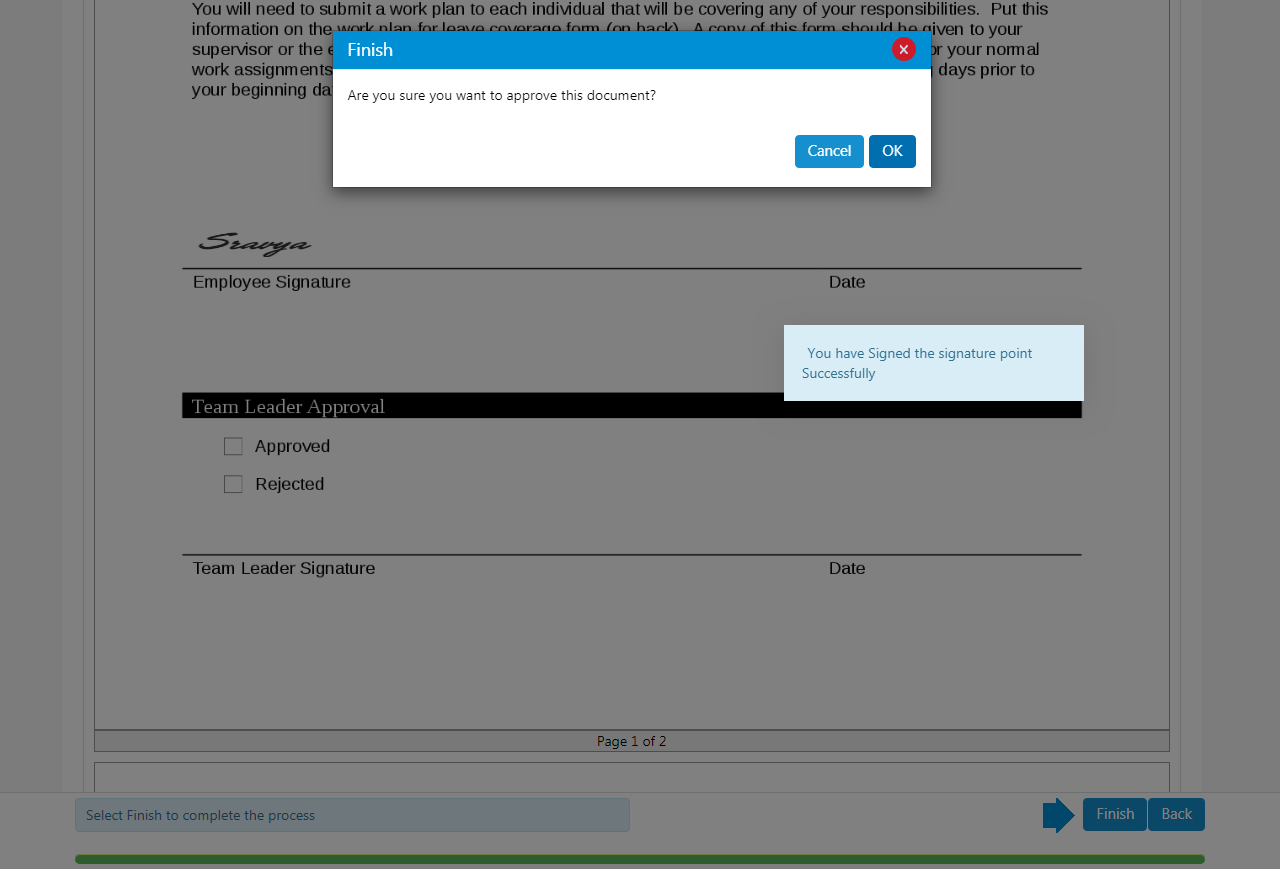 You will need to submit a work plan to each individual that will be covering any of your responsibilities.  Put this
information on the work plan for leave coverage form (on back).  A copy of this form should be given to your
supervisor or the
or your normal
work assignments
days prior to
your beginning
Finish
Are you sure you want to approve this document?
Cancel OK
Sravya
Employee Signature Date
You have Signed the signature point
Successfully
Team Leader Approval
Approved
Rejected
Team Leader Signature Date
Page 1 of 2
Select Finish to complete the process
Finish Back